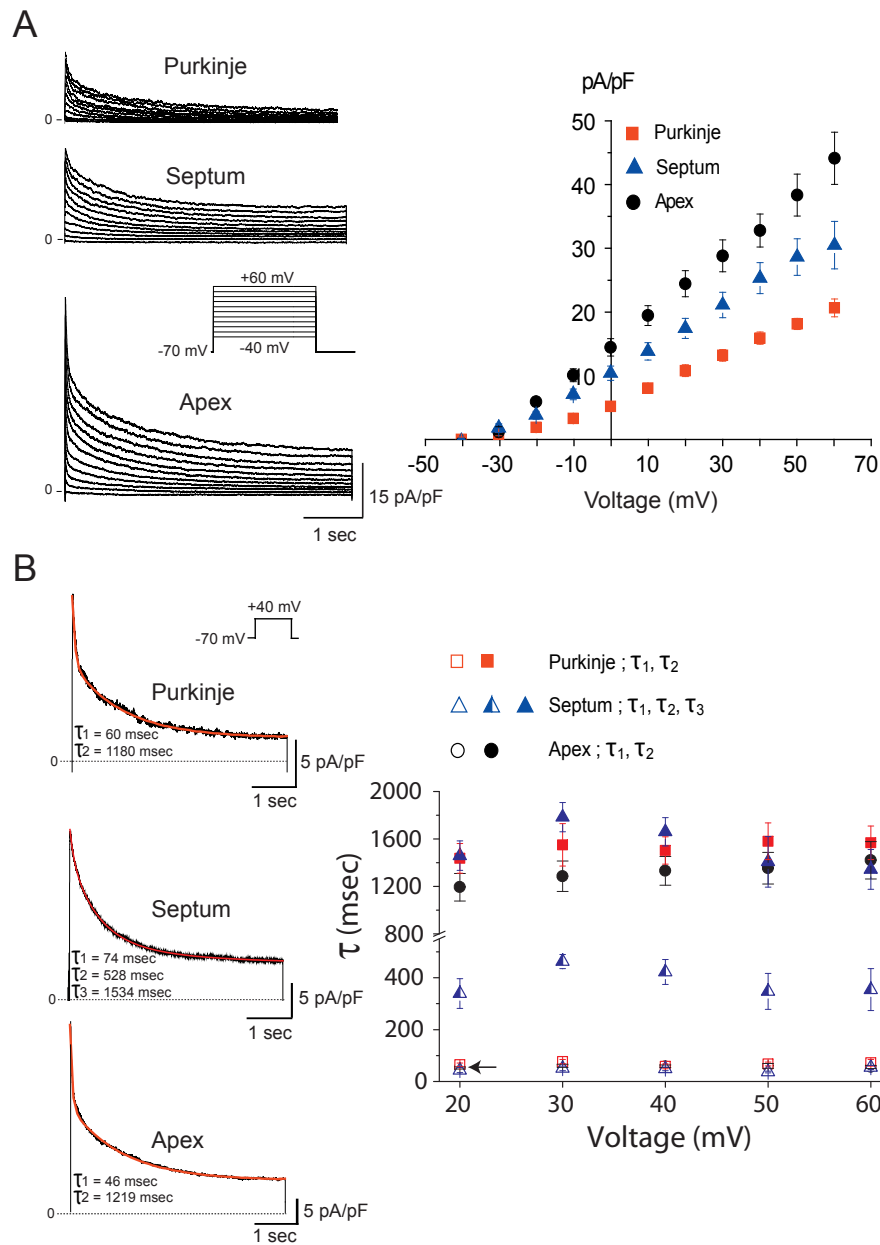 A
Purkinje
0
Septum
0
+60 mV
-70 mV
-40 mV
Apex
0
15 pA/pF
1 sec
pA/pF
50
40
30
20
10
Purkinje
Septum
Apex
-50
-30
-10
10
30
50
70
Voltage (mV)
B
+40 mV
-70 mV
Purkinje
τ1 = 60 msec
τ2 = 1180 msec
0
5 pA/pF
1 sec
Septum
τ1 = 74 msec
τ2 = 528 msec
τ3 = 1534 msec
0
5 pA/pF
1 sec
Apex
τ1 = 46 msec
τ2 = 1219 msec
0
5 pA/pF
1 sec
Purkinje ; τ1, τ2
Septum ; τ1, τ2, τ3
Apex ; τ1, τ2
2000
1600
1200
800
400
200
0
τ (msec)
20
30
40
50
60
Voltage (mV)